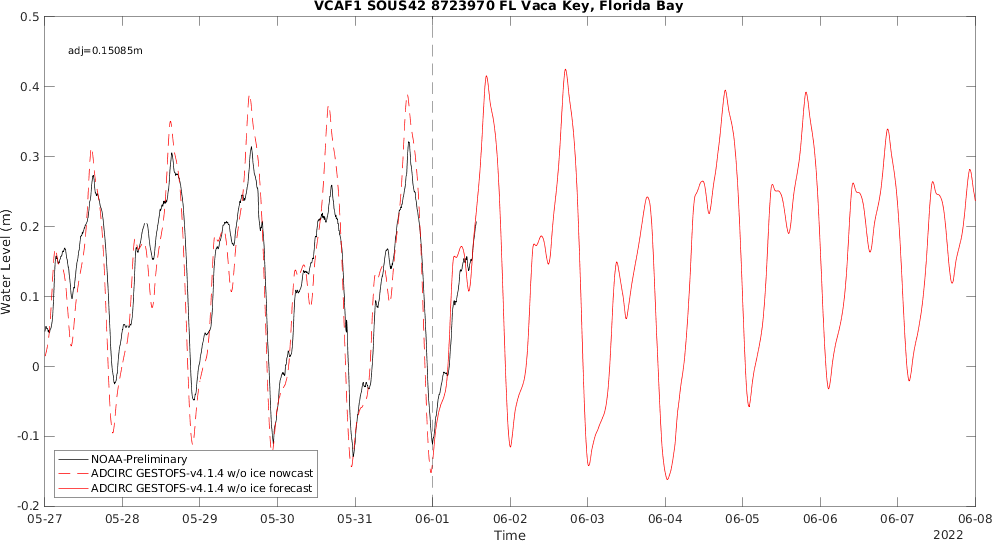 VCAF1 SOUS42 8723970 FL Vaca Key, Florida Bay
adj=0.15085m
Water Level (m)
0.5
0.4
0.3
0.2
0.1
0
-0.1
-0.2
NOAA-Preliminary
ADCIRC GESTOFS-v4.1.4 w/o ice nowcast
ADCIRC GESTOFS-v4.1.4 w/o ice forecast
05-27 05-28 05-29 05-30 05-31 06-01 06-02 06-03 06-04 06-05 06-06 06-07 06-08
Time
2022